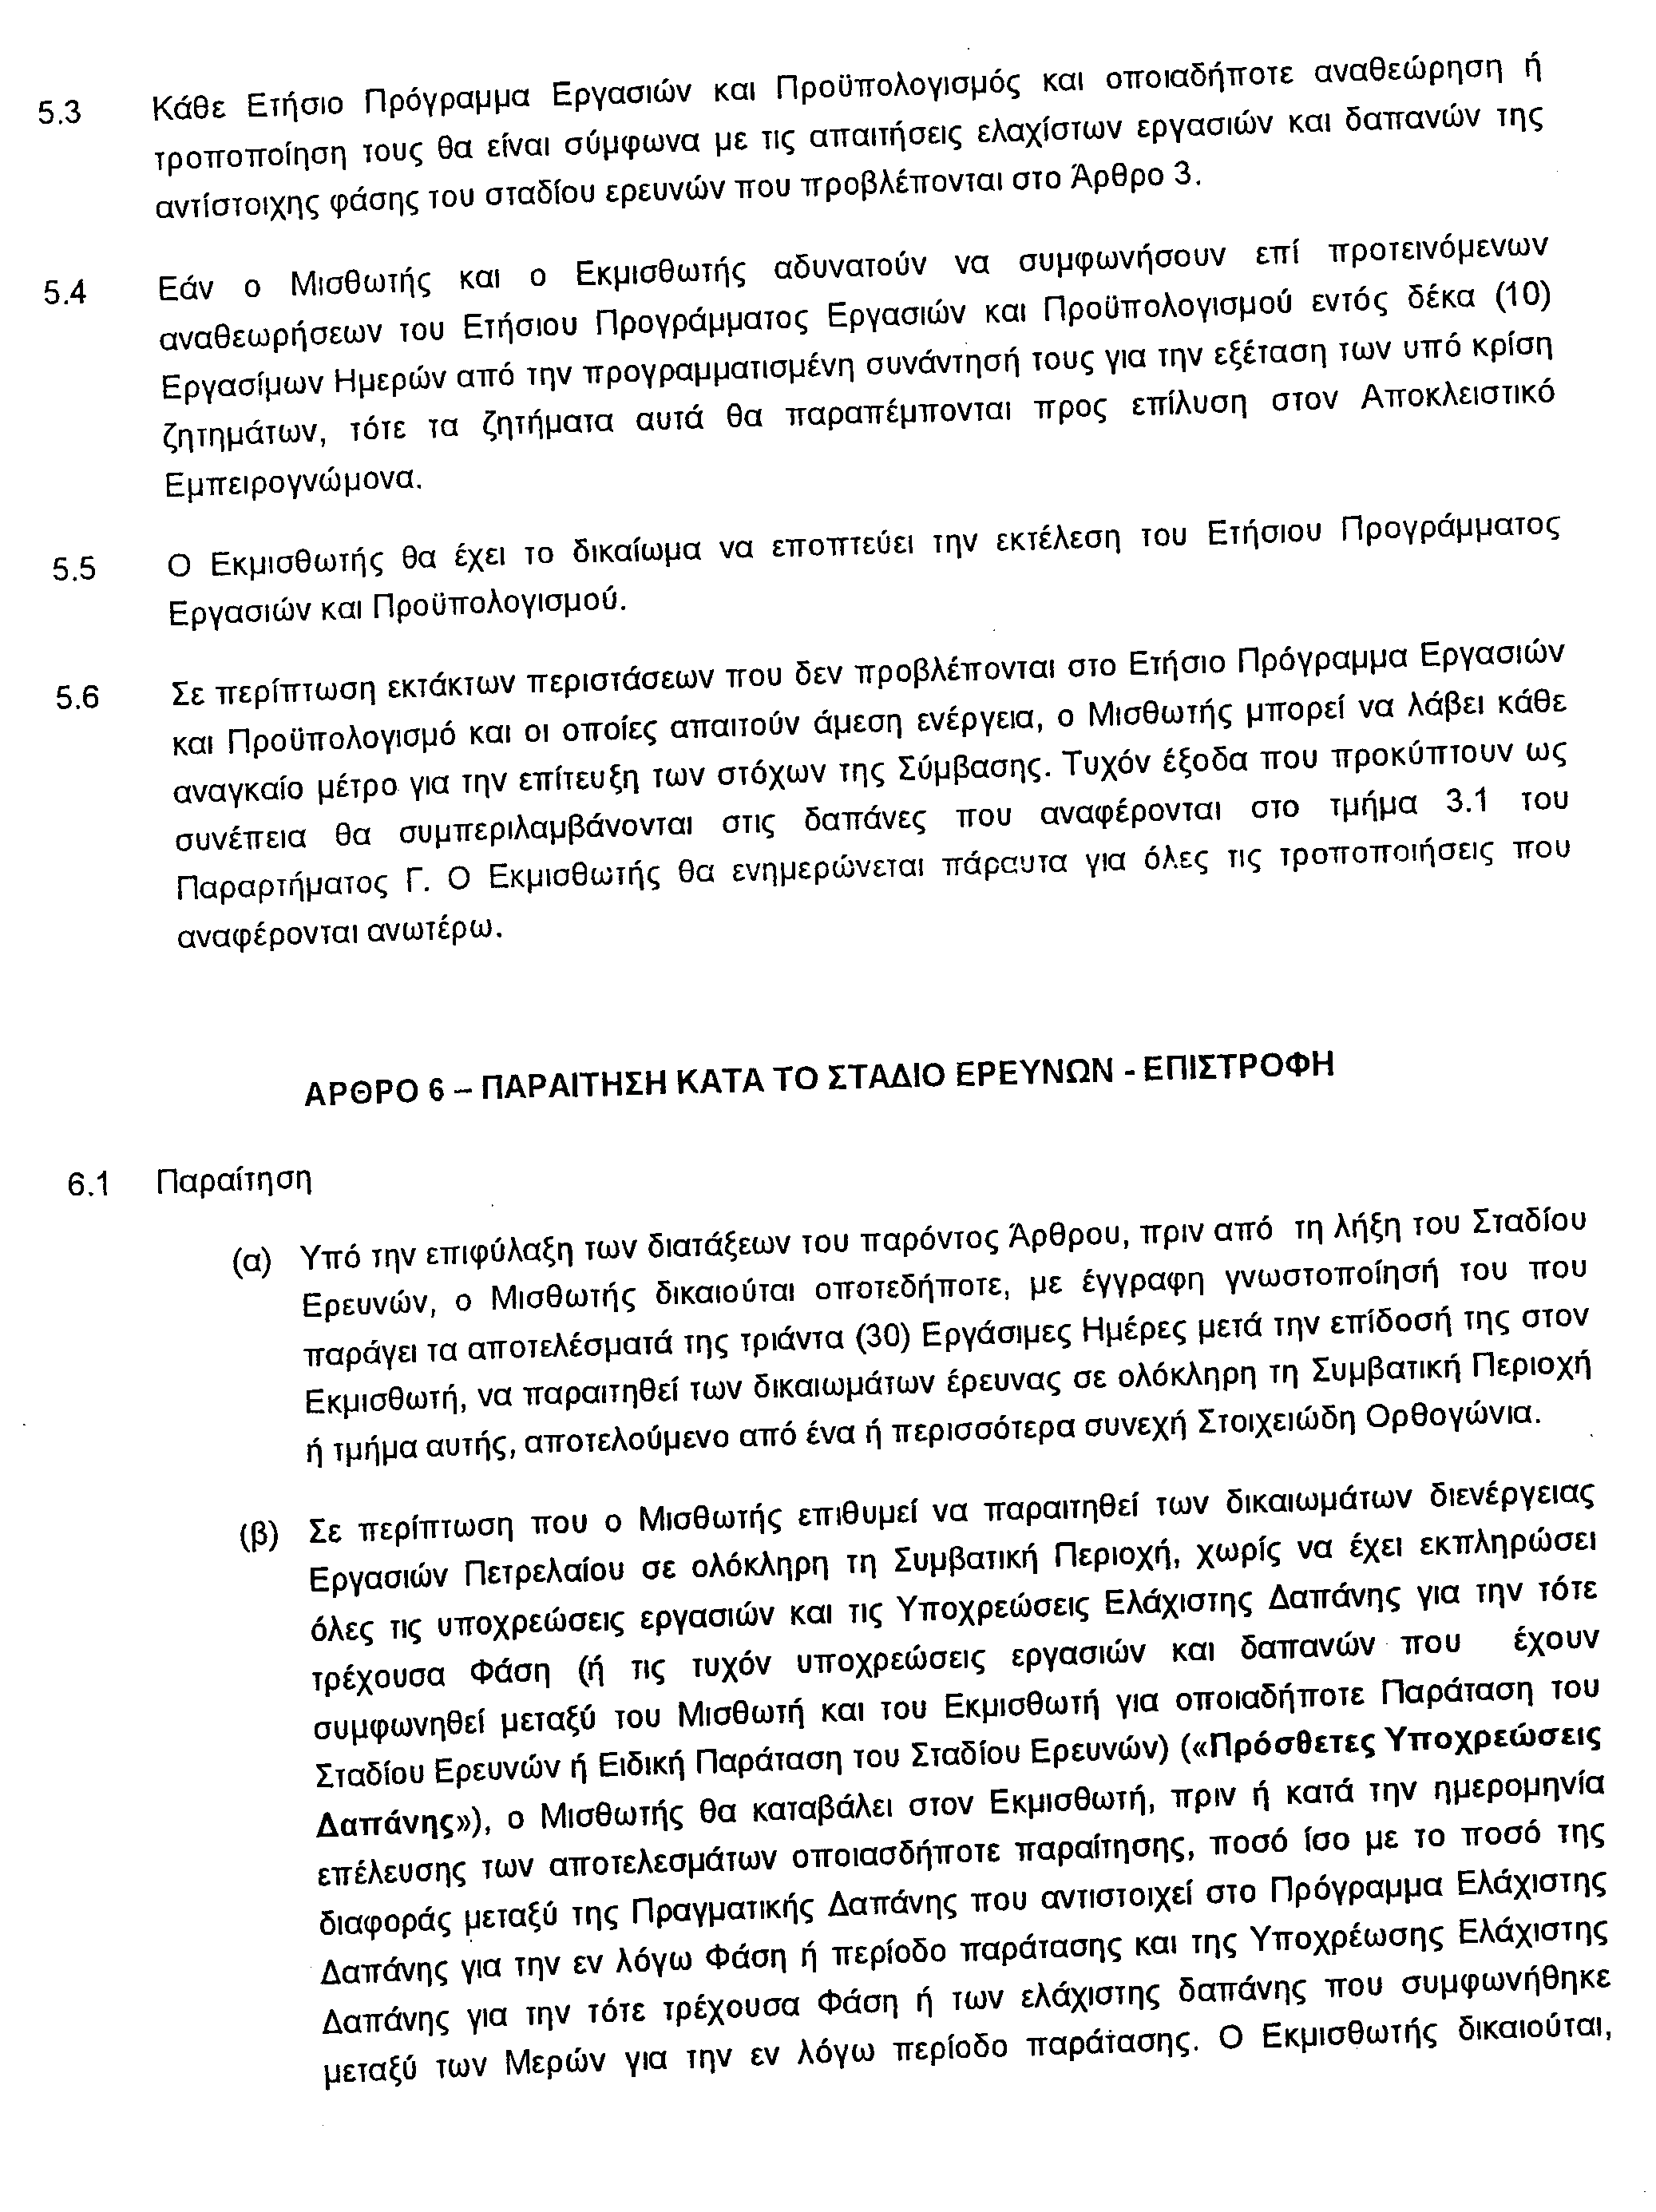 5.3 Κάθε Ετήσιο Πρόγραμμα Εργασιών και Προϋπολογισμός και οποιαδήποτε αναθεώρηση ή
τροποποίηση τους θα είναι σύμφωνα με τις απαιτήσεις ελαχίστων εργασιών και δαπανών της
αντίστοιχης φάσης του σταδίου ερευνών που προβλέπονται στο Άρθρο 3.
5.4 Εάν ο Μισθωτής και ο Εκμισθωτής αδυνατούν να συμφωνήσουν επί προτεινόμενων
αναθεωρήσεων του Ετήσιου Προγράμματος Εργασιών και Προϋπολογισμού εντός δέκα (10)
Εργασίμων Ημερών από την προγραμματισμένη συνάντησή τους για την εξέταση των υπό κρίση
ζητημάτων, τότε τα ζητήματα αυτά θα παραπέμπονται προς επίλυση στον Αποκλειστικό
Εμπειρογνώμονα.
5.5 Ο Εκμισθωτής θα έχει το δικαίωμα να εποπτεύει την εκτέλεση του Ετήσιου Προγράμματος
Εργασιών και Προϋπολογισμού.
5.6 Σε περίπτωση εκτάκτων περιστάσεων που δεν προβλέπονται στο Ετήσιο Πρόγραμμα Εργασιών
και Προϋπολογισμό και οι οποίες απαιτούν άμεση ενέργεια, ο Μισθωτής μπορεί να λάβει κάθε
αναγκαίο μέτρο για την επίτευξη των στόχων της Σύμβασης. Τυχόν έξοδα που προκύπτουν ως
συνέπεια θα συμπεριλαμβάνονται στις δαπάνες που αναφέρονται στο τμήμα 3.1 του
Παραρτήματος Γ. Ο Εκμισθωτής θα ενημερώνεται πάραυτα για όλες τις τροποποιήσεις που
αναφέρονται ανωτέρω.
ΑΡΘΡΟ 6 – ΠΑΡΑΙΤΗΣΗ ΚΑΤΑ ΤΟ ΣΤΑΔΙΟ ΕΡΕΥΝΩΝ - ΕΠΙΣΤΡΟΦΗ
6.1 Παραίτηση
(α) Υπό την επιφύλαξη των διατάξεων του παρόντος Άρθρου, πριν από τη λήξη του Σταδίου
Ερευνών, ο Μισθωτής δικαιούται οποτεδήποτε, με έγγραφη γνωστοποίησή του που
παράγει τα αποτελέσματά της τριάντα (30) Εργάσιμες Ημέρες μετά την επίδοσή της στον
Εκμισθωτή, να παραιτηθεί των δικαιωμάτων έρευνας σε ολόκληρη τη Συμβατική Περιοχή
ή τμήμα αυτής, αποτελούμενο από ένα ή περισσότερα συνεχή Στοιχειώδη Ορθογώνια.
(β) Σε περίπτωση που ο Μισθωτής επιθυμεί να παραιτηθεί των δικαιωμάτων διενέργειας
Εργασιών Πετρελαίου σε ολόκληρη τη Συμβατική Περιοχή, χωρίς να έχει εκπληρώσει
όλες τις υποχρεώσεις εργασιών και τις Υποχρεώσεις Ελάχιστης Δαπάνης για την τότε
τρέχουσα Φάση (ή τις τυχόν υποχρεώσεις εργασιών και δαπανών που έχουν
συμφωνηθεί μεταξύ του Μισθωτή και του Εκμισθωτή για οποιαδήποτε Παράταση του
Σταδίου Ερευνών ή Ειδική Παράταση του Σταδίου Ερευνών) («Πρόσθετες Υποχρεώσεις
Δαπάνης»), ο Μισθωτής θα καταβάλει στον Εκμισθωτή, πριν ή κατά την ημερομηνία
επέλευσης των αποτελεσμάτων οποιασδήποτε παραίτησης, ποσό ίσο με το ποσό της
διαφοράς μεταξύ της Πραγματικής Δαπάνης που αντιστοιχεί στο Πρόγραμμα Ελάχιστης
Δαπάνης για την εν λόγω Φάση ή περίοδο παράτασης και της Υποχρέωσης Ελάχιστης
Δαπάνης για την τότε τρέχουσα Φάση ή των ελάχιστης δαπάνης που συμφωνήθηκε
μεταξύ των Μερών για την εν λόγω περίοδο παράτασης. Ο Εκμισθωτής δικαιούται,